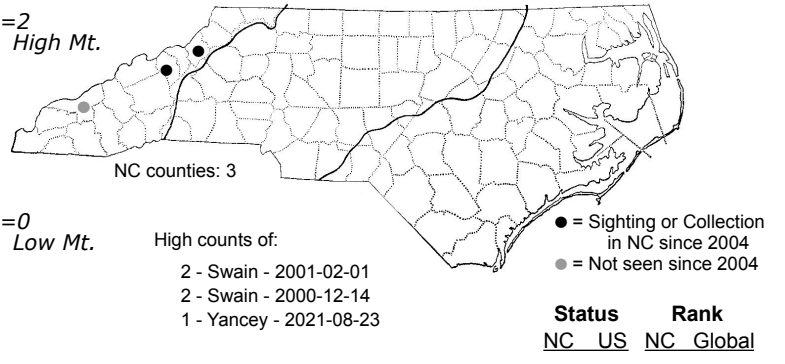 =2
High Mt.
NC counties: 3
=0
Low Mt.
High counts of:
2 - Swain - 2001-02-01
2 - Swain - 2000-12-14
1 - Yancey - 2021-08-23
● = Sighting or Collection
in NC since 2004
● = Not seen since 2004
Status Rank
NC US NC Global